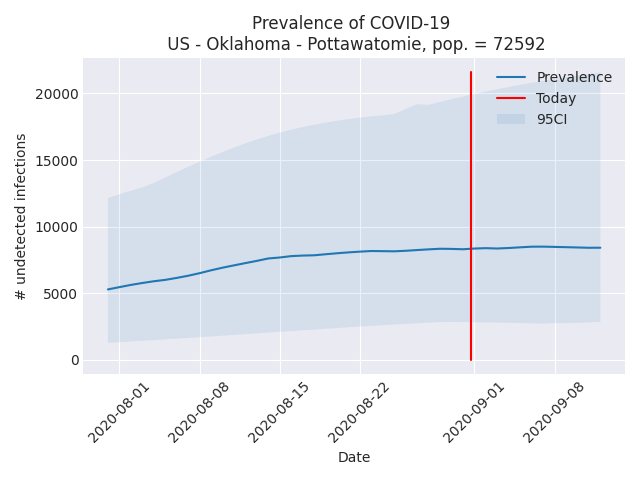 Prevalence of COVID-19
US - Oklahoma - Pottawatomie, pop. = 72592
Prevalence
Today
95CI
# undetected infections
20000
15000
10000
5000
0
2020-08-01
2020-08-08
2020-08-15
2020-08-22
2020-09-01
2020-09-08
Date